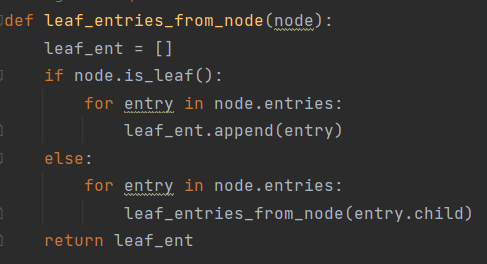 def leaf_entries_from_node(node):
    leaf_ent = []
    if node.is_leaf():
        for entry in node.entries:
            leaf_ent.append(entry)
    else:
        for entry in node.entries:
            leaf_entries_from_node(entry.child)
    return leaf_ent